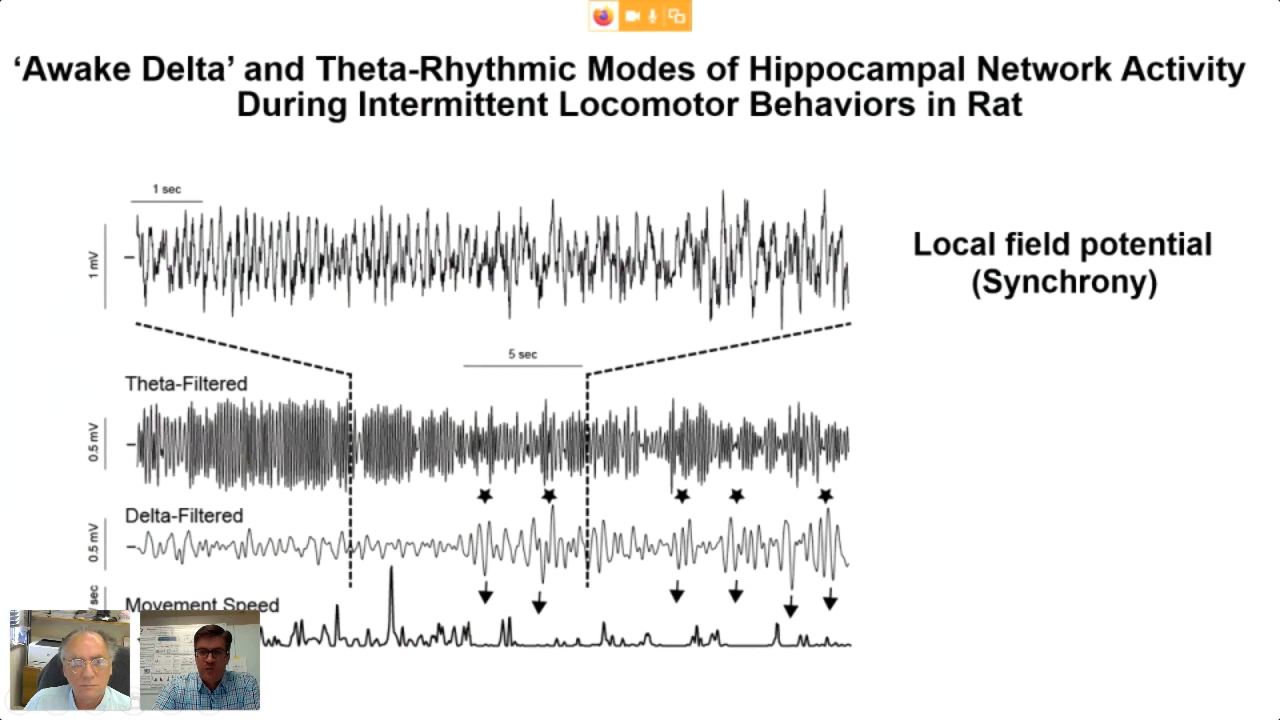 ‘Awake Delta’ and Theta-Rhythmic Modes of Hippocampal Network Activity
During Intermittent Locomotor Behaviors in Rat
1 sec
1 mV
Local field potential
(Synchrony)
5 sec
Theta-Filtered
0.5 mV
Delta-Filtered
0.5 mV
Movement Speed
sec